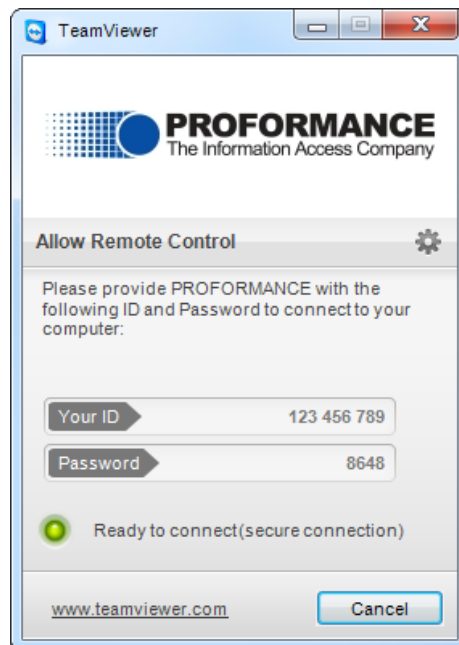 TeamViewer
PROFORMANCE
The Information Access Company
Allow Remote Control
Please provide PROFORMANCE with the
following ID and Password to connect to your
computer:
Your ID 123 456 789
Password 8648
Ready to connect(secure connection)
www.teamviewer.com Cancel